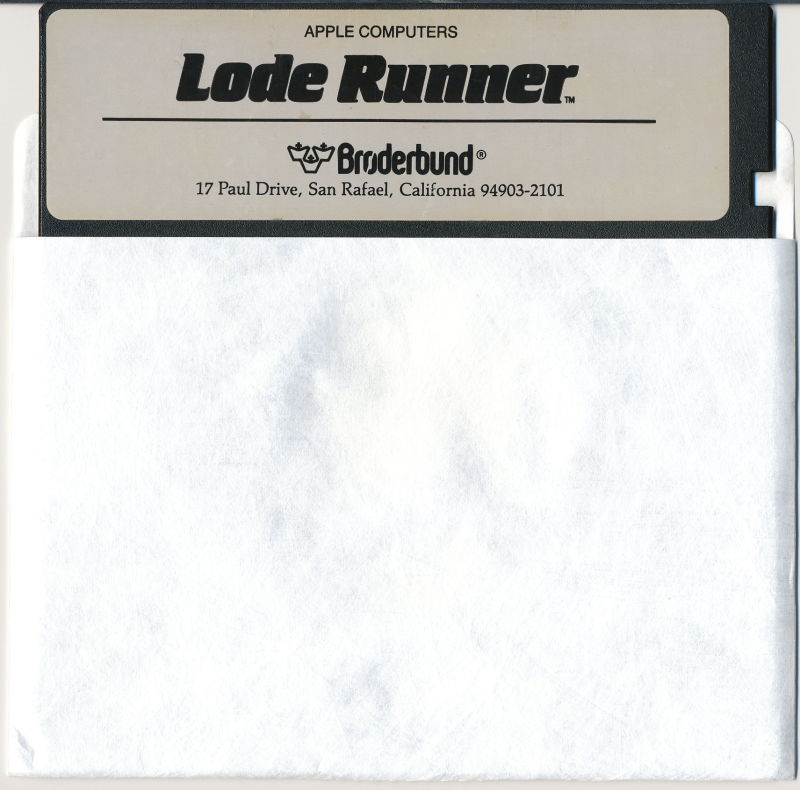 APPLE COMPUTERS
Lode Runner™
Brøderbund®
17 Paul Drive, San Rafael, California 94903-2101